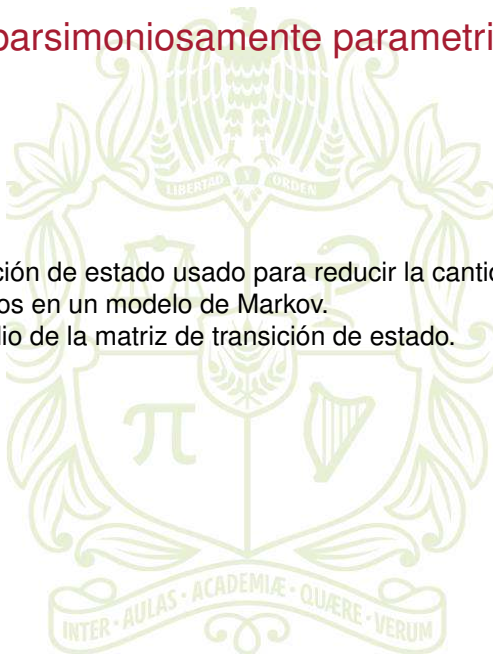 parsimoniosamente parametri
LIBERTAD Y ORDEN
ción de estado usado para reducir la cantid
os en un modelo de Markov.
dio de la matriz de transición de estado.
π
INTER · AULAS · ACADEMIÆ · QUÆRE · VERUM